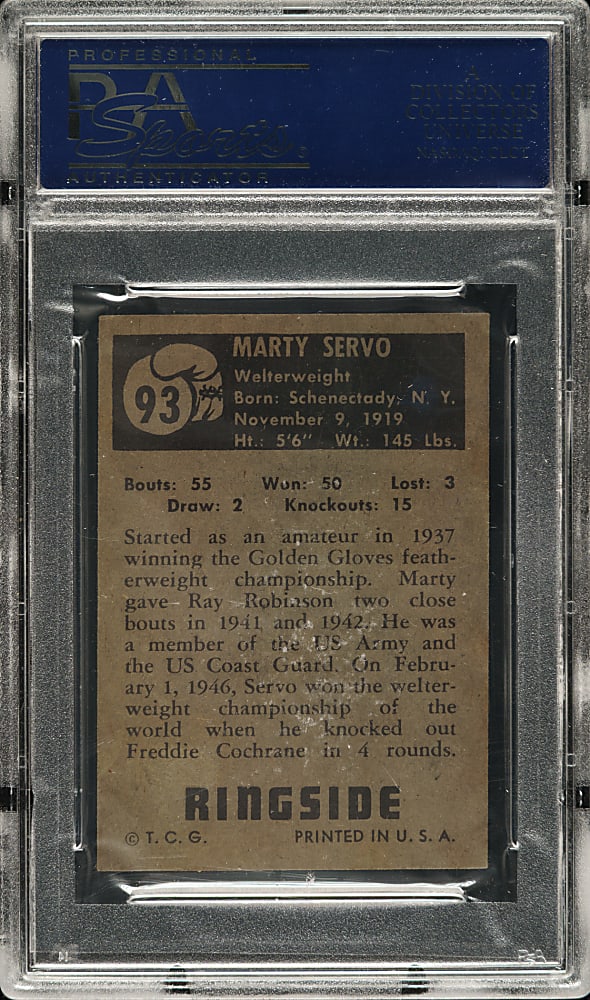 PROFESSIONAL
PSA
Sports
AUTHENTICATOR
A
DIVISION OF
COLLECTORS
UNIVERSE
NASDAQ: CLCT
93
MARTY SERVO
Welterweight
Born: Schenectady, N. Y.
November 9, 1919
Ht.: 5'6" Wt.: 145 Lbs.
Bouts: 55 Won: 50 Lost: 3
Draw: 2 Knockouts: 15
Started as an amateur in 1937
winning the Golden Gloves feath-
erweight championship. Marty
gave Ray Robinson two close
bouts in 1941 and 1942. He was
a member of the US Army and
the US Coast Guard. On Febru-
ary 1, 1946, Servo won the welter-
weight championship of the
world when he knocked out
Freddie Cochrane in 4 rounds.
RINGSIDE
© T. C. G. PRINTED IN U. S. A.
PSA